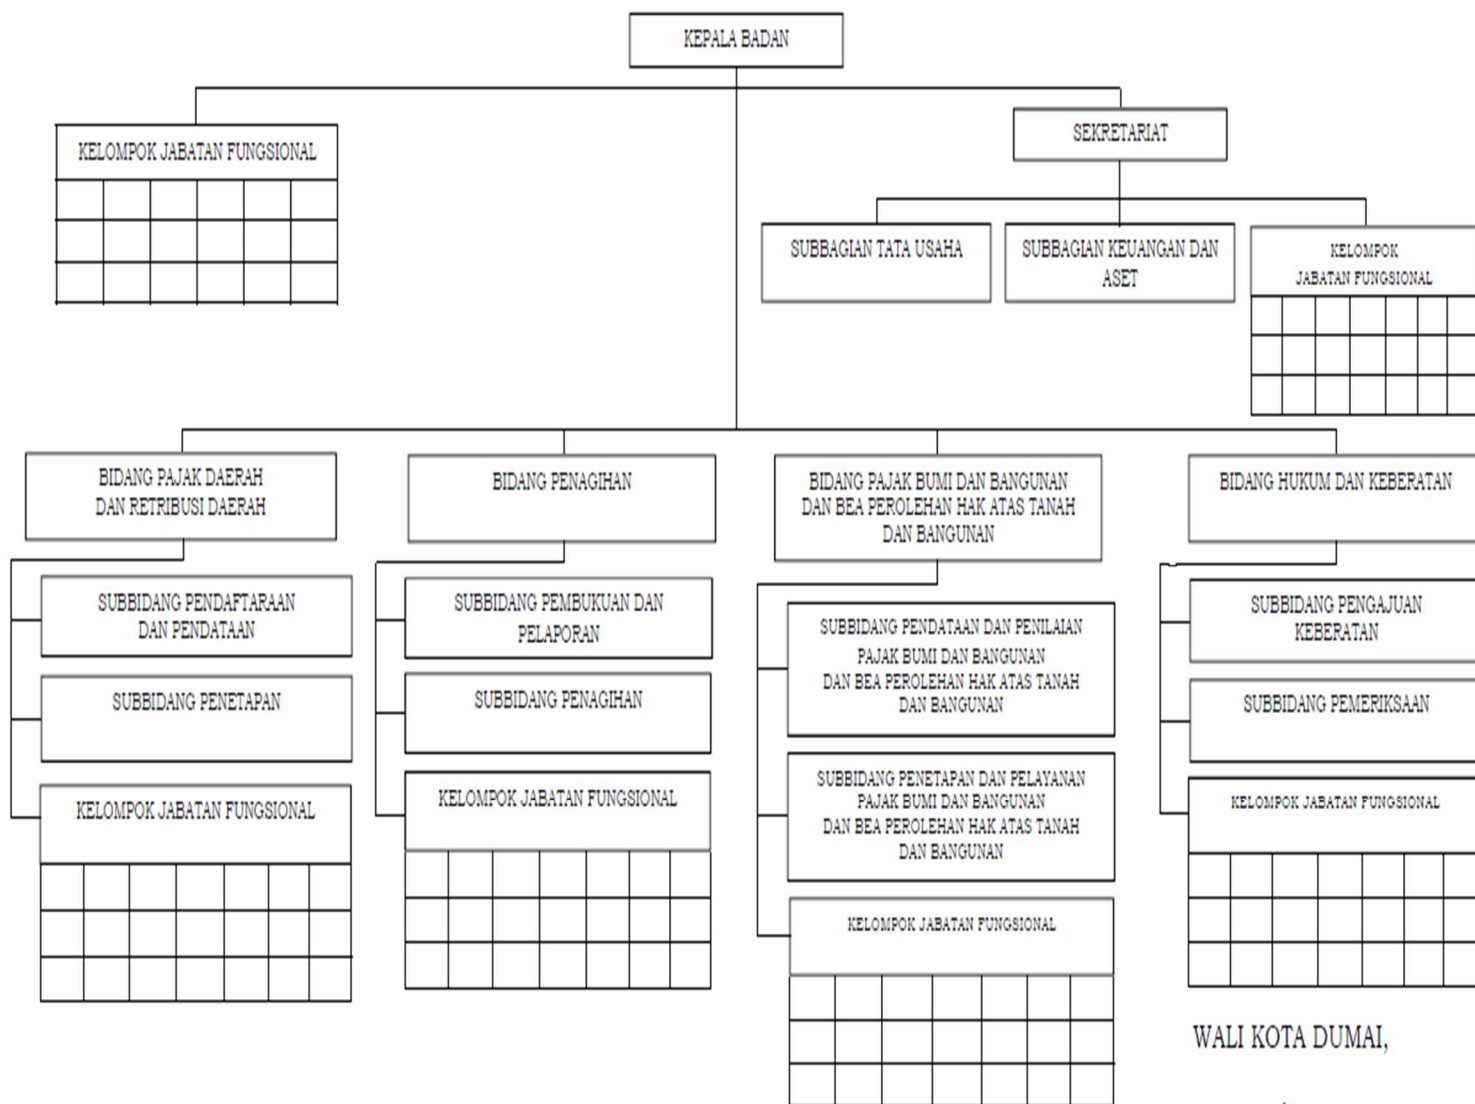 KEPALA BADAN
KELOMPOK JABATAN FUNGSIONAL
SEKRETARIAT
SUBBAGIAN TATA USAHA
SUBBAGIAN KEUANGAN DAN
ASET
KELOMPOK
JABATAN FUNGSIONAL
BIDANG PAJAK DAERAH
DAN RETRIBUSI DAERAH
SUBBIDANG PENDAFTARAAN
DAN PENDATAAN
SUBBIDANG PENETAPAN
KELOMPOK JABATAN FUNGSIONAL
BIDANG PENAGIHAN
SUBBIDANG PEMBUKUAN DAN
PELAPORAN
SUBBIDANG PENAGIHAN
KELOMPOK JABATAN FUNGSIONAL
BIDANG PAJAK BUMI DAN BANGUNAN
DAN BEA PEROLEHAN HAK ATAS TANAH
DAN BANGUNAN
SUBBIDANG PENDATAAN DAN PENILAIAN
PAJAK BUMI DAN BANGUNAN
DAN BEA PEROLEHAN HAK ATAS TANAH
DAN BANGUNAN
SUBBIDANG PENETAPAN DAN PELAYANAN
PAJAK BUMI DAN BANGUNAN
DAN BEA PEROLEHAN HAK ATAS TANAH
DAN BANGUNAN
KELOMPOK JABATAN FUNGSIONAL
BIDANG HUKUM DAN KEBERATAN
SUBBIDANG PENGAJUAN
KEBERATAN
SUBBIDANG PEMERIKSAAN
KELOMPOK JABATAN FUNGSIONAL
WALI KOTA DUMAI,